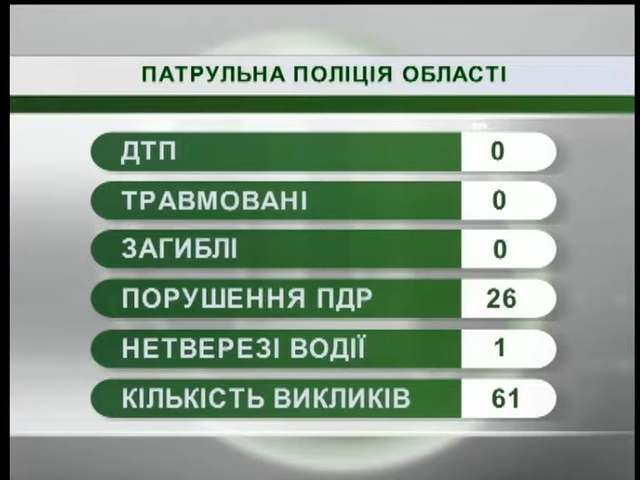 ПАТРУЛЬНА ПОЛІЦІЯ ОБЛАСТІ
ДТП 0
ТРАВМОВАНІ 0
ЗАГИБЛІ 0
ПОРУШЕННЯ ПДР 26
НЕТВЕРЕЗІ ВОДІЇ 1
КІЛЬКІСТЬ ВИКЛИКІВ 61